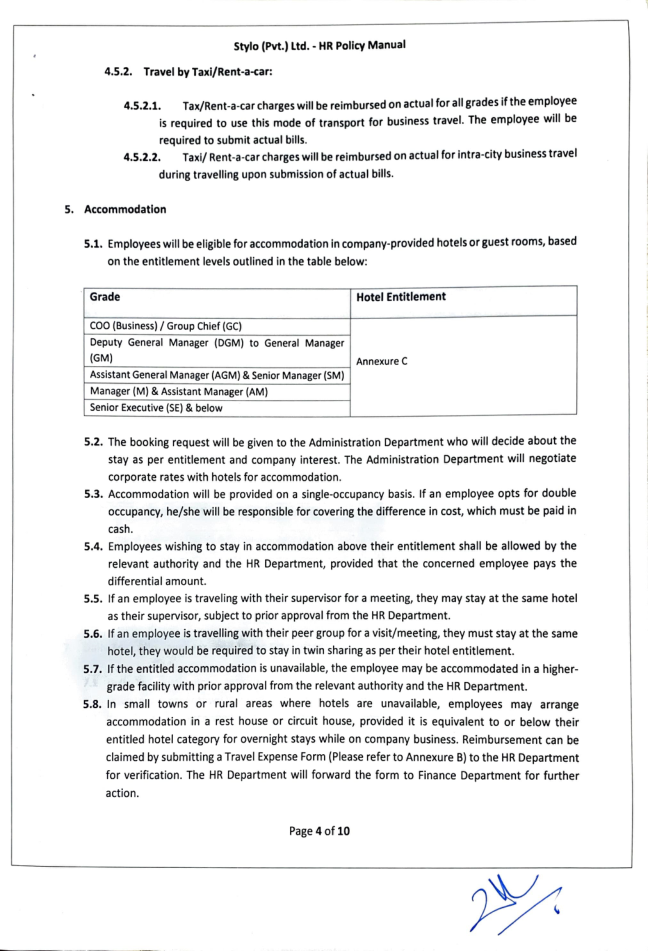 Stylo (Pvt.) Ltd. - HR Policy Manual
4.5.2. Travel by Taxi/Rent-a-car:
4.5.2.1. Tax/Rent-a-car charges will be reimbursed on actual for all grades if the employee
is required to use this mode of transport for business travel. The employee will be
required to submit actual bills.
4.5.2.2. Taxi/ Rent-a-car charges will be reimbursed on actual for intra-city business travel
during travelling upon submission of actual bills.
5. Accommodation
5.1. Employees will be eligible for accommodation in company-provided hotels or guest rooms, based
on the entitlement levels outlined in the table below:
Grade Hotel Entitlement
COO (Business) / Group Chief (GC)
Deputy General Manager (DGM) to General Manager
(GM)
Annexure C
Assistant General Manager (AGM) & Senior Manager (SM)
Manager (M) & Assistant Manager (AM)
Senior Executive (SE) & below
5.2. The booking request will be given to the Administration Department who will decide about the
stay as per entitlement and company interest. The Administration Department will negotiate
corporate rates with hotels for accommodation.
5.3. Accommodation will be provided on a single-occupancy basis. If an employee opts for double
occupancy, he/she will be responsible for covering the difference in cost, which must be paid in
cash.
5.4. Employees wishing to stay in accommodation above their entitlement shall be allowed by the
relevant authority and the HR Department, provided that the concerned employee pays the
differential amount.
5.5. If an employee is traveling with their supervisor for a meeting, they may stay at the same hotel
as their supervisor, subject to prior approval from the HR Department.
5.6. If an employee is travelling with their peer group for a visit/meeting, they must stay at the same
hotel, they would be required to stay in twin sharing as per their hotel entitlement.
5.7. If the entitled accommodation is unavailable, the employee may be accommodated in a higher-
grade facility with prior approval from the relevant authority and the HR Department.
5.8. In small towns or rural areas where hotels are unavailable, employees may arrange
accommodation in a rest house or circuit house, provided it is equivalent to or below their
entitled hotel category for overnight stays while on company business. Reimbursement can be
claimed by submitting a Travel Expense Form (Please refer to Annexure B) to the HR Department
for verification. The HR Department will forward the form to Finance Department for further
action.
Page 4 of 10